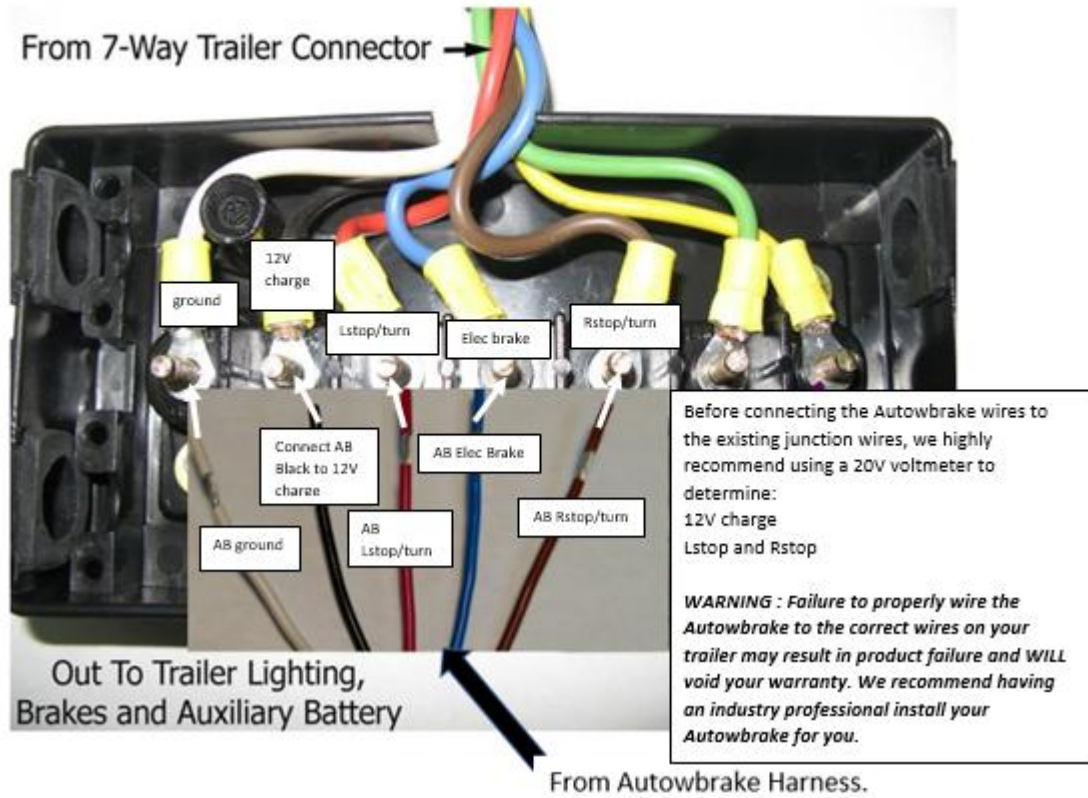 From 7-Way Trailer Connector
ground
12V
charge
Lstop/turn
Elec brake
Rstop/turn
AB ground
Connect AB
Black to 12V
charge
AB
Lstop/turn
AB Elec Brake
AB Rstop/turn
Before connecting the Autowbrake wires to
the existing junction wires, we highly
recommend using a 20V voltmeter to
determine:
12V charge
Lstop and Rstop
WARNING : Failure to properly wire the
Autowbrake to the correct wires on your
trailer may result in product failure and WILL
void your warranty. We recommend having
an industry professional install your
Autowbrake for you.
Out To Trailer Lighting,
Brakes and Auxiliary Battery
From Autowbrake Harness.